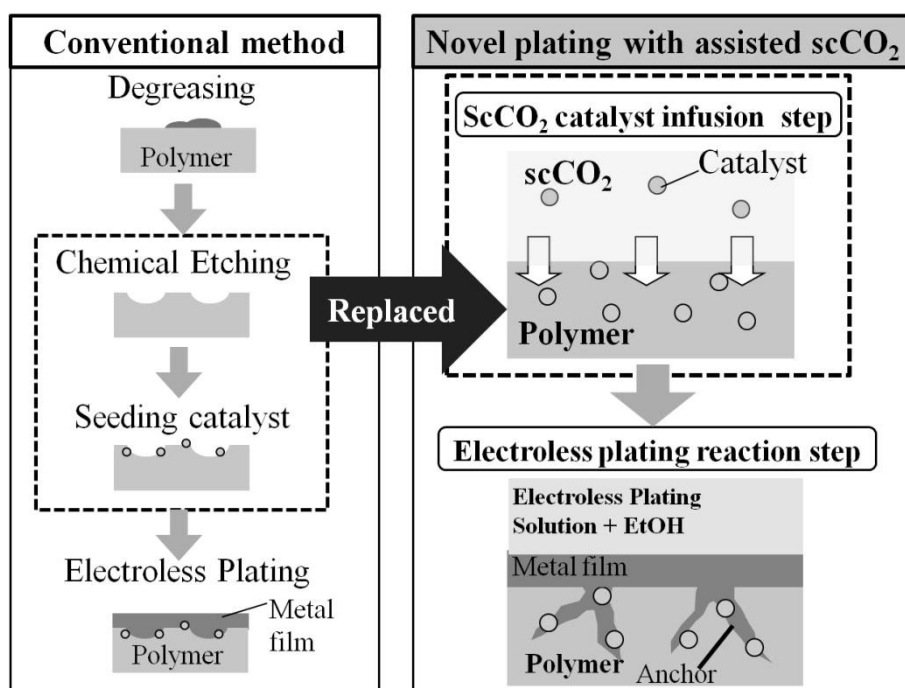 Conventional method
Degreasing
Polymer
Chemical Etching
Seeding catalyst
Electroless Plating
Metal
film
Polymer
Replaced
Novel plating with assisted scCO₂
ScCO₂ catalyst infusion step
scCO₂
Catalyst
Polymer
Electroless plating reaction step
Electroless Plating
Solution + EtOH
Metal film
Polymer
Anchor